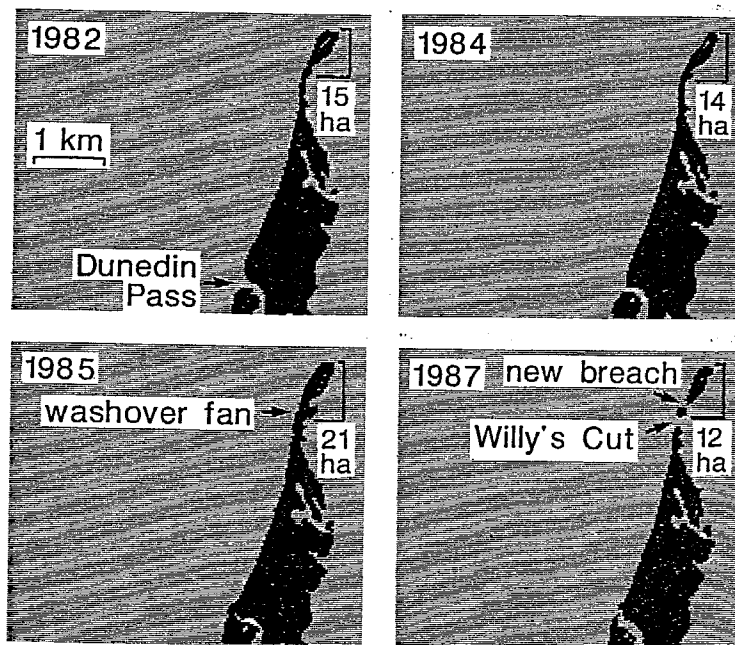 1982
15
ha
1 km
Dunedin
Pass
1984
14
ha
1985
washover fan
21
ha
1987
new breach
Willy's Cut
12
ha